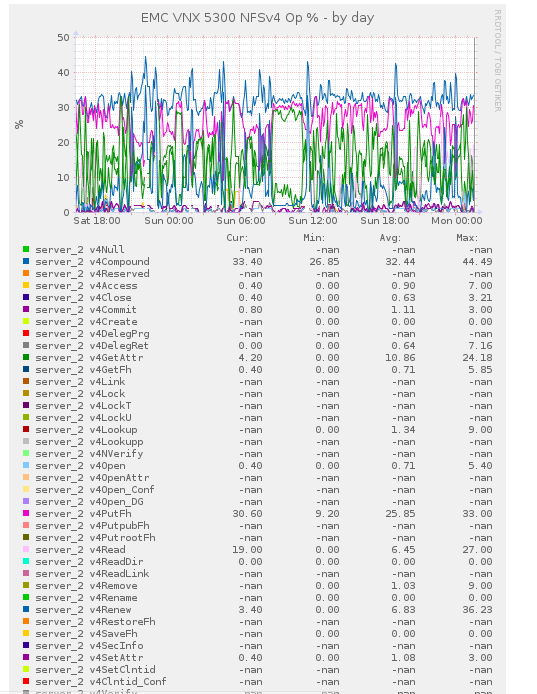 EMC VNX 5300 NFSv4 Op % - by day
RRDTOOL / TOBI OETIKER
50
40
30
20
10
0
%
Sat 18:00 Sun 00:00 Sun 06:00 Sun 12:00 Sun 18:00 Mon 00:00
Cur: Min: Avg: Max:
server_2 v4Null -nan -nan -nan -nan
server_2 v4Compound 33.40 26.85 32.44 44.49
server_2 v4Reserved -nan -nan -nan -nan
server_2 v4Access 0.40 0.00 0.90 7.00
server_2 v4Close 0.40 0.00 0.63 3.21
server_2 v4Commit 0.80 0.00 1.11 3.00
server_2 v4Create -nan 0.00 0.00 0.00
server_2 v4DelegPrg -nan -nan -nan -nan
server_2 v4DelegRet 0.00 0.00 0.64 7.16
server_2 v4GetAttr 4.20 0.00 10.86 24.18
server_2 v4GetFh 0.40 0.00 0.71 5.85
server_2 v4Link -nan -nan -nan -nan
server_2 v4Lock -nan -nan -nan -nan
server_2 v4LockT -nan -nan -nan -nan
server_2 v4LockU -nan -nan -nan -nan
server_2 v4Lookup -nan 0.00 1.34 9.00
server_2 v4Lookupp -nan -nan -nan -nan
server_2 v4NVerify -nan -nan -nan -nan
server_2 v4Open 0.40 0.00 0.71 5.40
server_2 v4OpenAttr -nan -nan -nan -nan
server_2 v4Open_Conf -nan -nan -nan -nan
server_2 v4Open_DG -nan -nan -nan -nan
server_2 v4PutFh 30.60 9.20 25.85 33.00
server_2 v4PutpubFh -nan -nan -nan -nan
server_2 v4PutrootFh -nan -nan -nan -nan
server_2 v4Read 19.00 0.00 6.45 27.00
server_2 v4ReadDir 0.00 0.00 0.00 0.00
server_2 v4ReadLink -nan -nan -nan -nan
server_2 v4Remove -nan 0.00 1.03 9.00
server_2 v4Rename -nan 0.00 0.00 0.00
server_2 v4Renew 3.40 0.00 6.83 36.23
server_2 v4RestoreFh -nan -nan -nan -nan
server_2 v4SaveFh -nan 0.00 0.00 0.00
server_2 v4SecInfo -nan -nan -nan -nan
server_2 v4SetAttr 0.40 0.00 1.08 3.00
server_2 v4SetClntid -nan -nan -nan -nan
server_2 v4Clntid_Conf -nan -nan -nan -nan
server_2 v4Verify -nan -nan -nan -nan